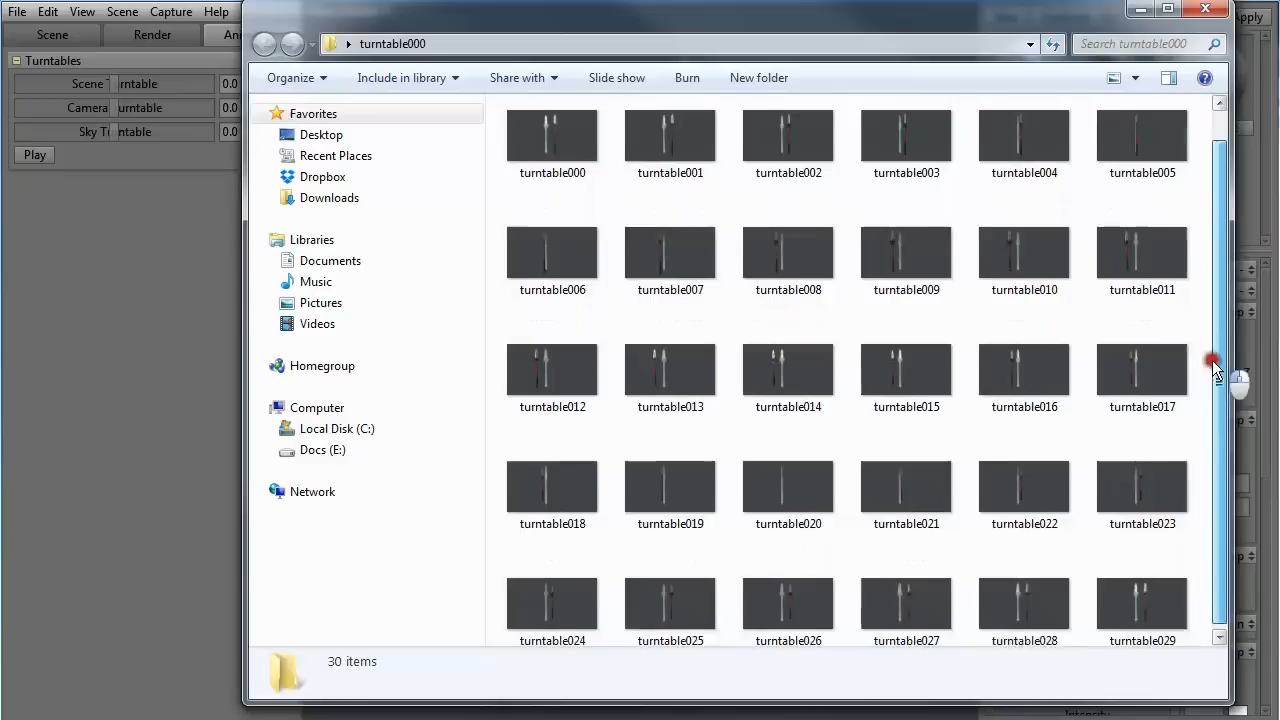 File Edit View Scene Capture Help
Apply
Scene Render
Turntables
Scene T rntable 0.0
Camera urntable 0.0
Sky T ntable 0.0
Play
turntable000
Search turntable000
Organize Include in library Share with Slide show Burn New folder
Favorites
Desktop
Recent Places
Dropbox
Downloads
Libraries
Documents
Music
Pictures
Videos
Homegroup
Computer
Local Disk (C:)
Docs (E:)
Network
turntable000 turntable001 turntable002 turntable003 turntable004 turntable005
turntable006 turntable007 turntable008 turntable009 turntable010 turntable011
turntable012 turntable013 turntable014 turntable015 turntable016 turntable017
turntable018 turntable019 turntable020 turntable021 turntable022 turntable023
turntable024 turntable025 turntable026 turntable027 turntable028 turntable029
30 items
Intensity